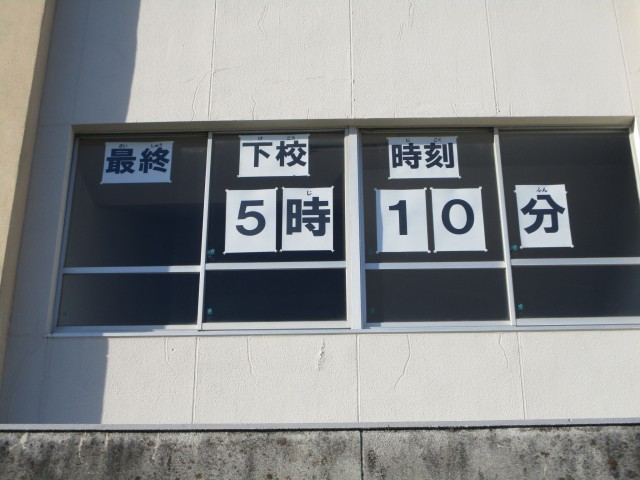 最終 下校 時刻
5時 10分